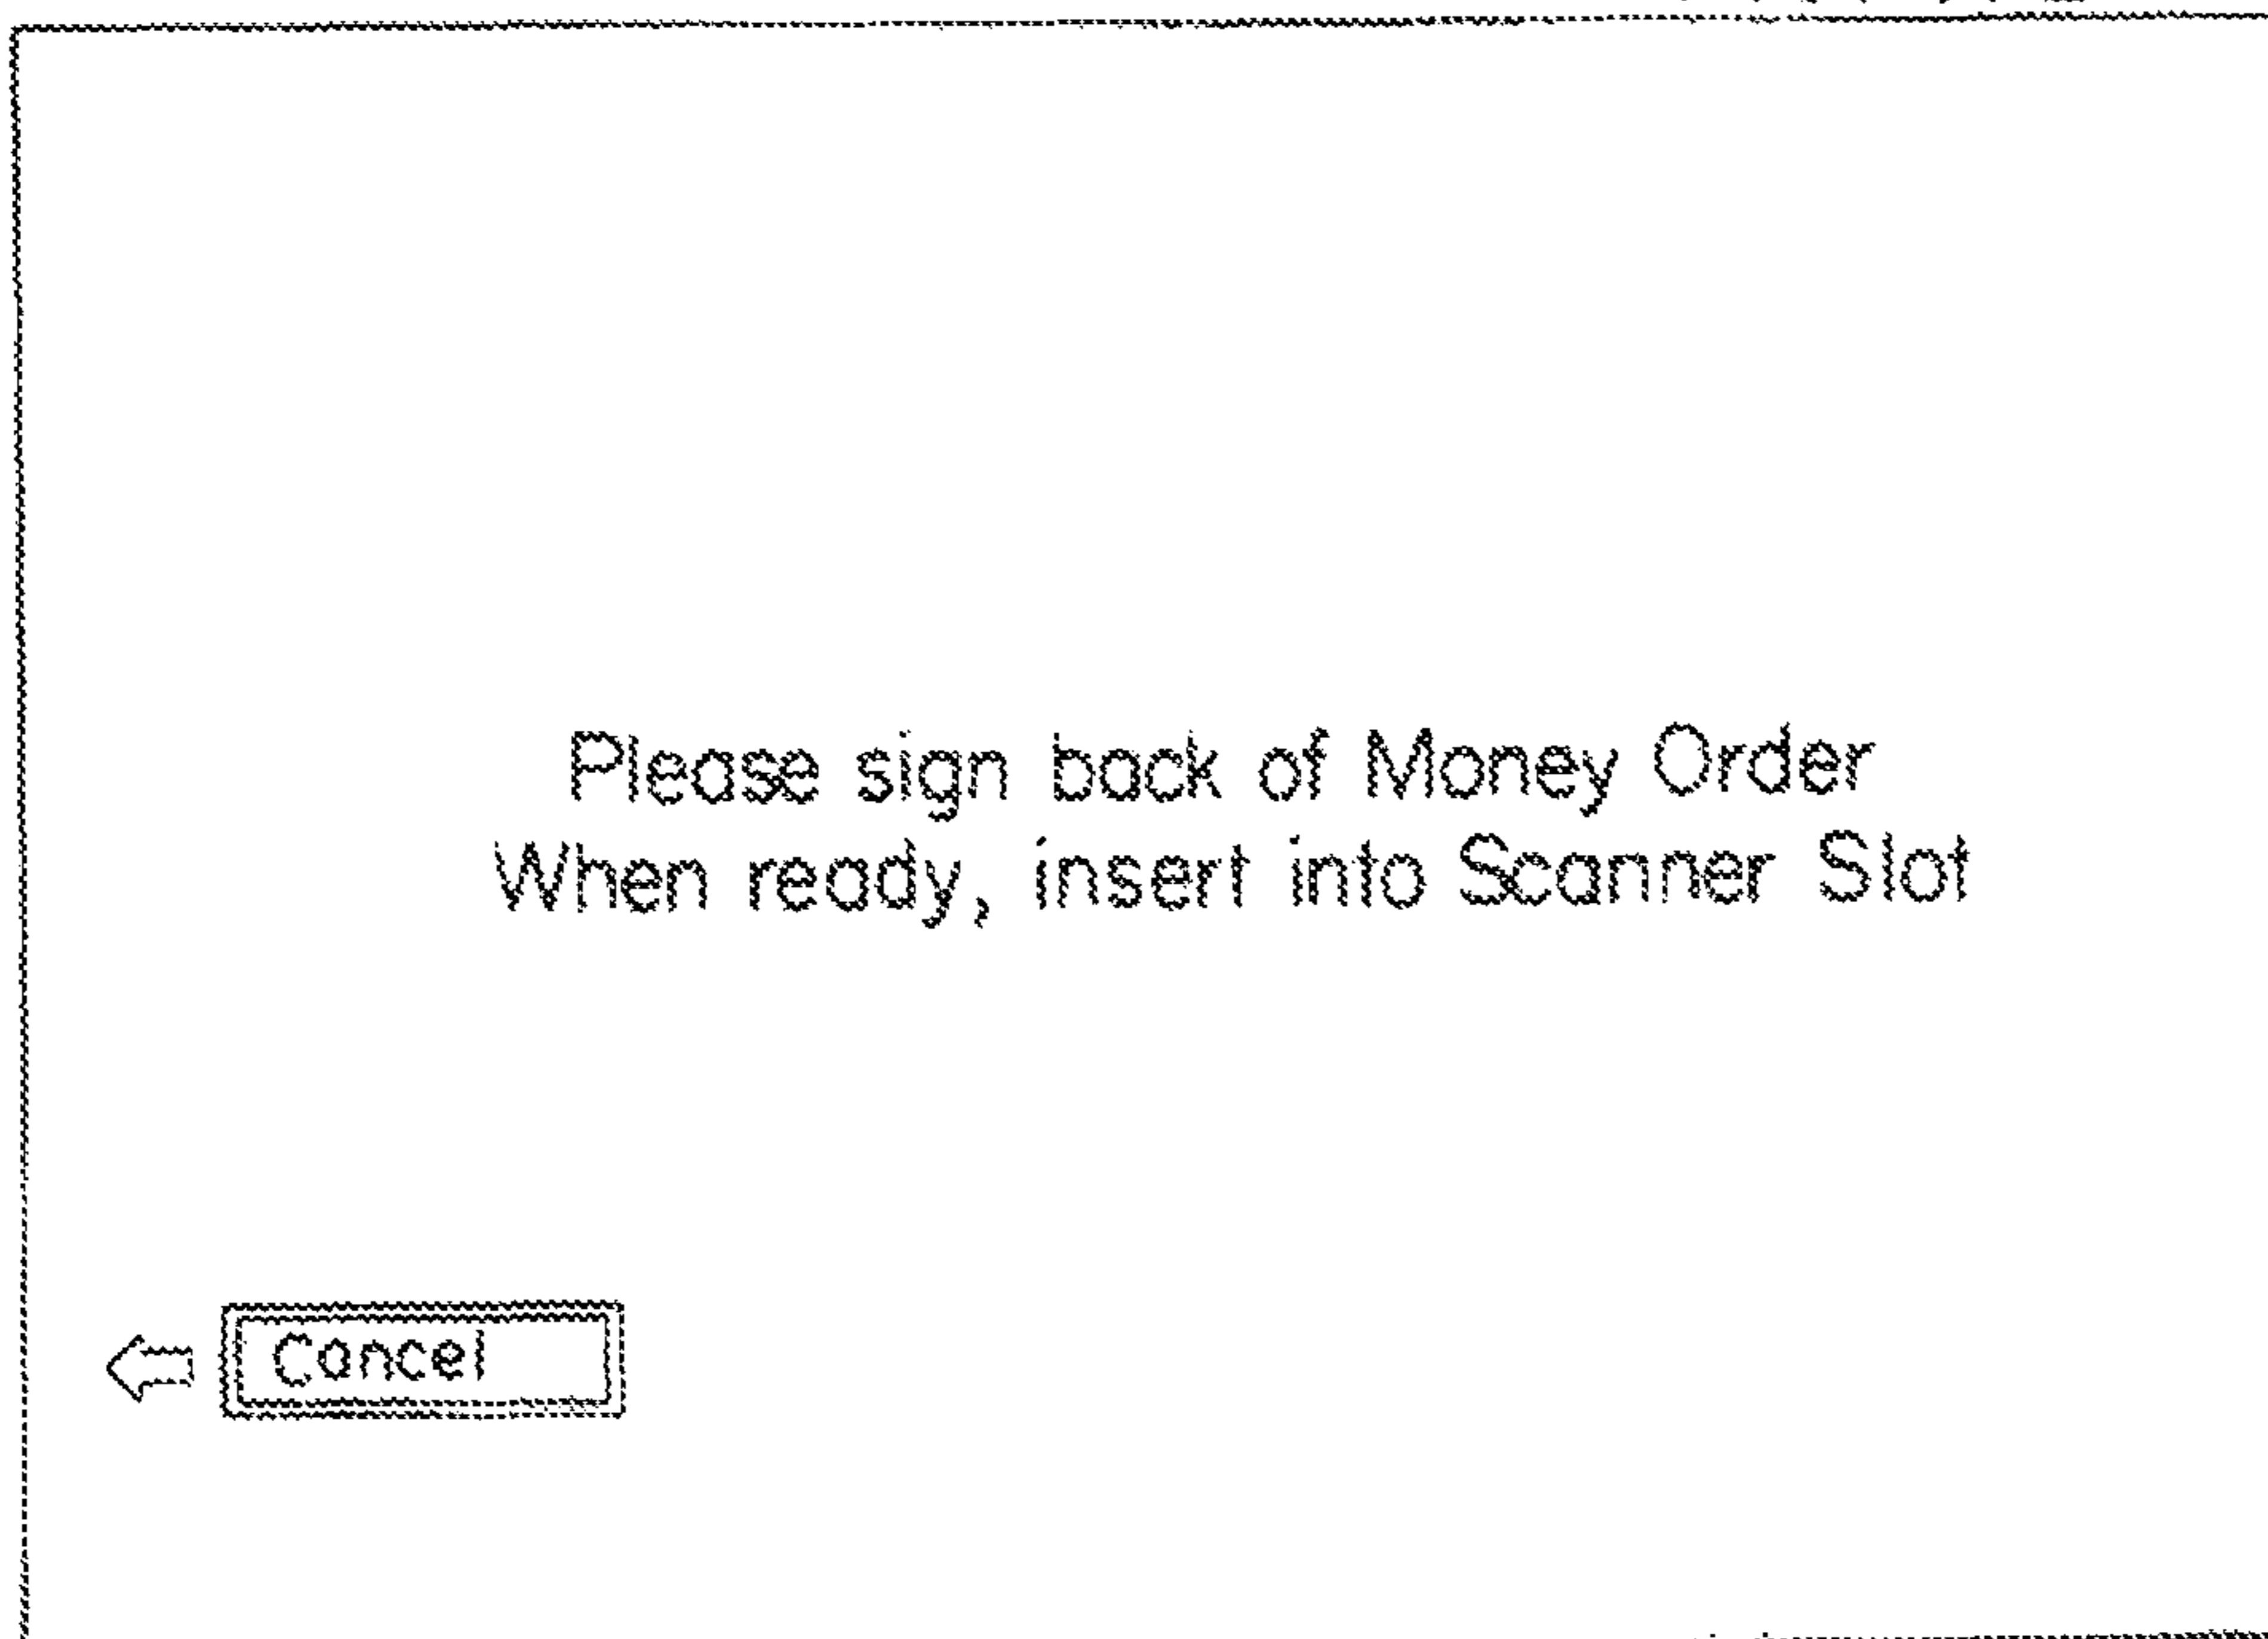 Please sign back of Money Order
When ready, insert into Scanner Slot
Cancel